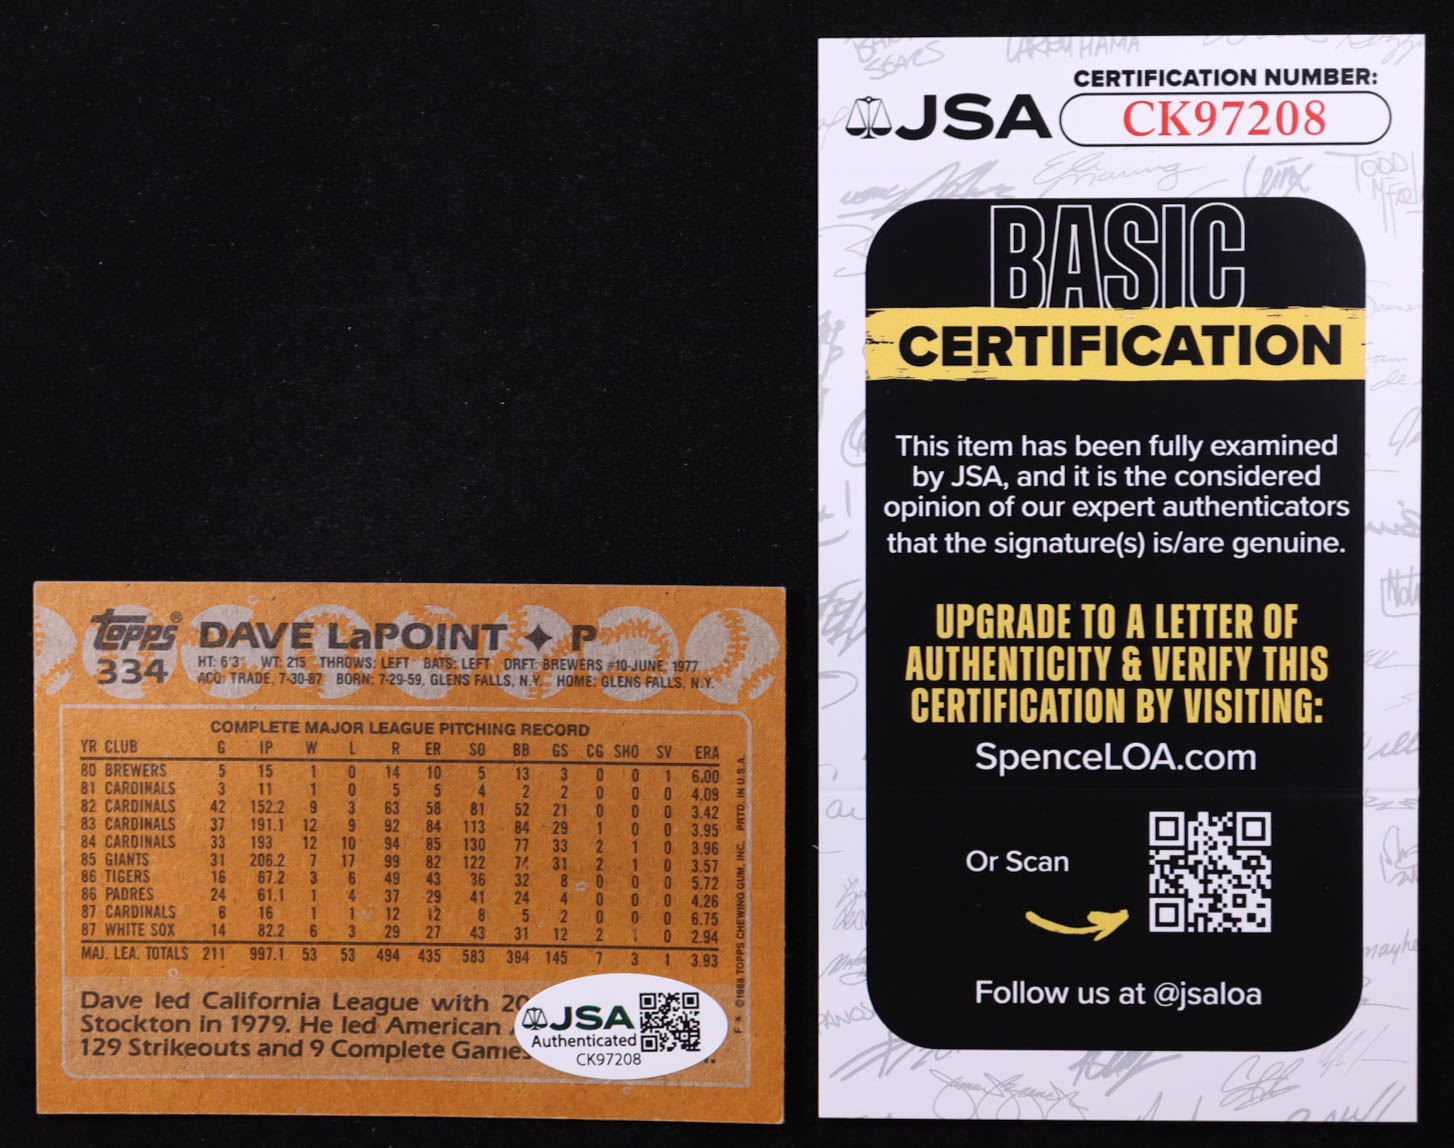 topps® DAVE LaPOINT ✦ P
334 HT: 6'3" WT: 215 THROWS: LEFT BATS: LEFT DRFT: BREWERS #10-JUNE, 1977
ACQ: TRADE, 7-30-87 BORN: 7-29-59, GLENS FALLS, N.Y. HOME: GLENS FALLS, N.Y.
COMPLETE MAJOR LEAGUE PITCHING RECORD
YR CLUB G IP W L R ER SO BB GS CG SHO SV ERA
80 BREWERS 5 15 1 0 14 10 5 13 3 0 0 1 6.00
81 CARDINALS 3 11 1 0 5 5 4 2 2 0 0 0 4.09
82 CARDINALS 42 152.2 9 3 63 58 81 52 21 0 0 0 3.42
83 CARDINALS 37 191.1 12 9 92 84 113 84 29 1 0 0 3.95
84 CARDINALS 33 193 12 10 94 85 130 77 33 2 1 0 3.96
85 GIANTS 31 206.2 7 17 99 82 122 74 31 2 1 0 3.57
86 TIGERS 16 67.2 3 6 49 43 36 32 8 0 0 0 5.72
86 PADRES 24 61.1 1 4 37 29 41 24 4 0 0 0 4.26
87 CARDINALS 6 16 1 1 12 12 8 5 2 0 0 0 6.75
87 WHITE SOX 14 82.2 6 3 29 27 43 31 12 2 1 0 2.94
MAJ. LEA. TOTALS 211 997.1 53 53 494 435 583 394 145 7 3 1 3.93
Dave led California League with 20
Stockton in 1979. He led American
129 Strikeouts and 9 Complete Games
F * ©1988 TOPPS CHEWING GUM, INC. PRTD. IN U.S.A.
JSA
Authenticated
CK97208
CERTIFICATION NUMBER:
JSA CK97208
BASIC
CERTIFICATION
This item has been fully examined
by JSA, and it is the considered
opinion of our expert authenticators
that the signature(s) is/are genuine.
UPGRADE TO A LETTER OF
AUTHENTICITY & VERIFY THIS
CERTIFICATION BY VISITING:
SpenceLOA.com
Or Scan
Follow us at @jsaloa